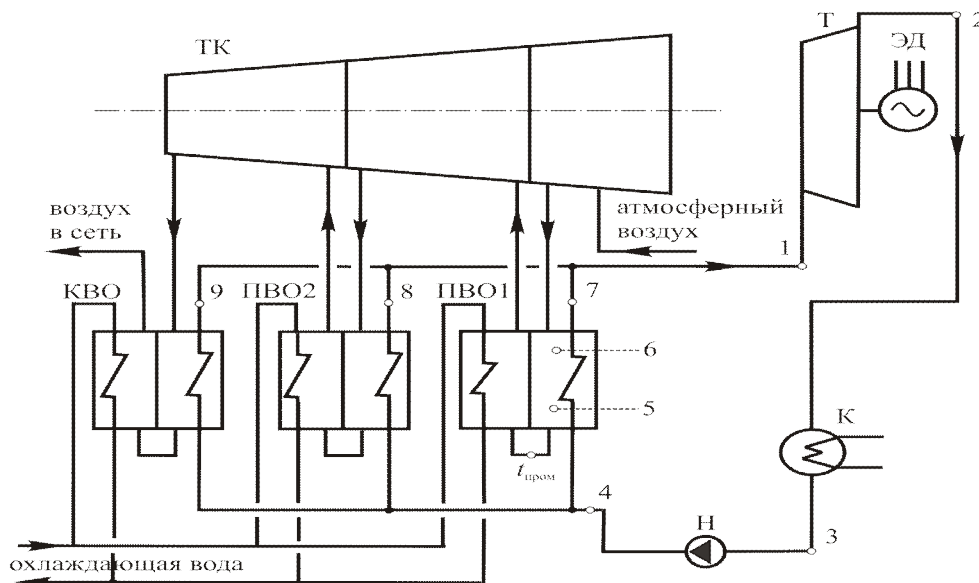 ТК
Т
2
ЭД
воздух
в сеть
атмосферный
воздух
1
КВО
9
ПВО2
8
ПВО1
7
6
5
К
tпром
4
Н
3
охлаждающая вода